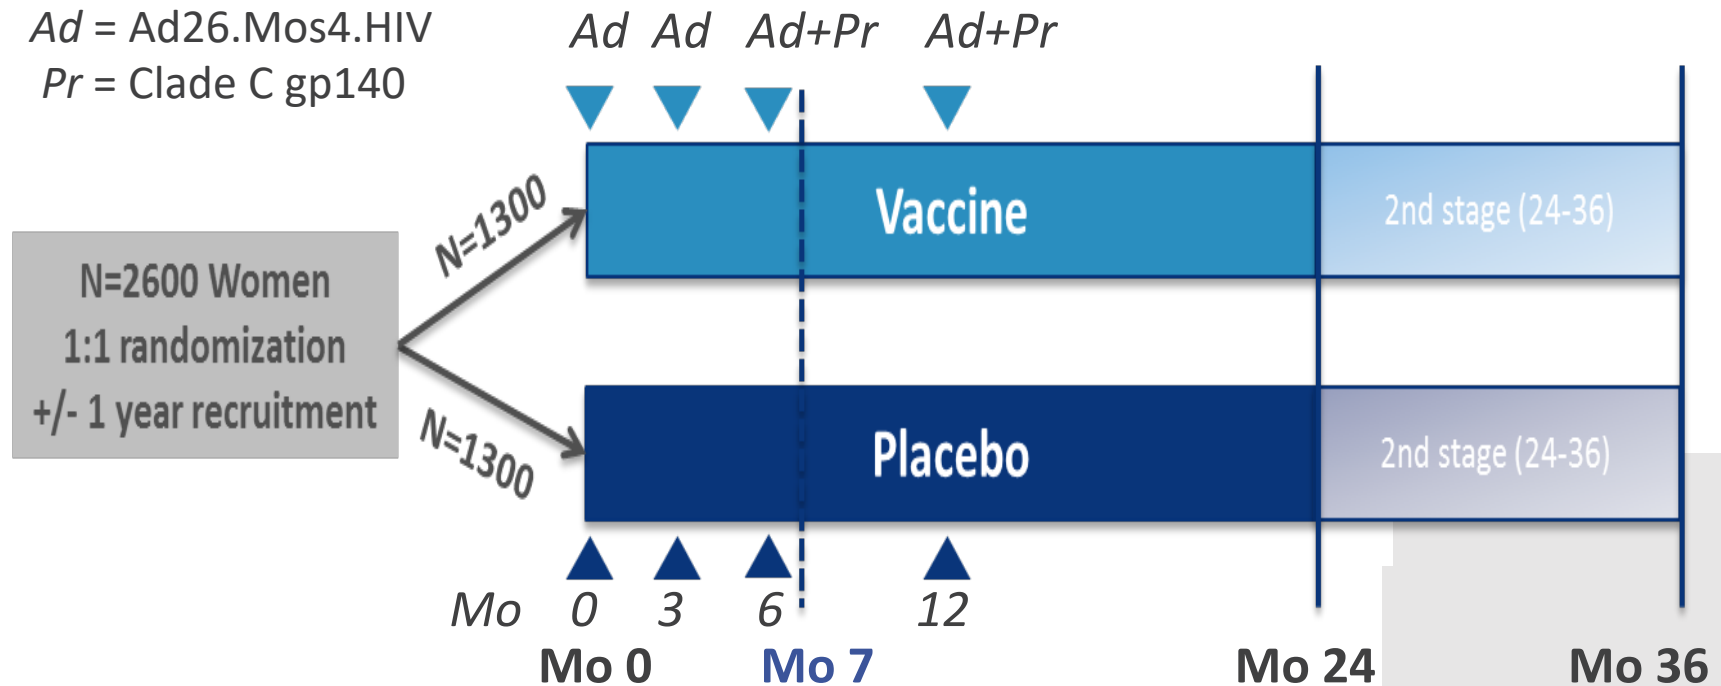 Ad = Ad26.Mos4.HIV
Pr = Clade C gp140
Ad Ad Ad+Pr Ad+Pr
N=1300
Vaccine
2nd stage (24-36)
N=2600 Women
1:1 randomization
+/- 1 year recruitment
N=1300
Placebo
2nd stage (24-36)
Mo 0 3 6 12
Mo 0 Mo 7 Mo 24 Mo 36